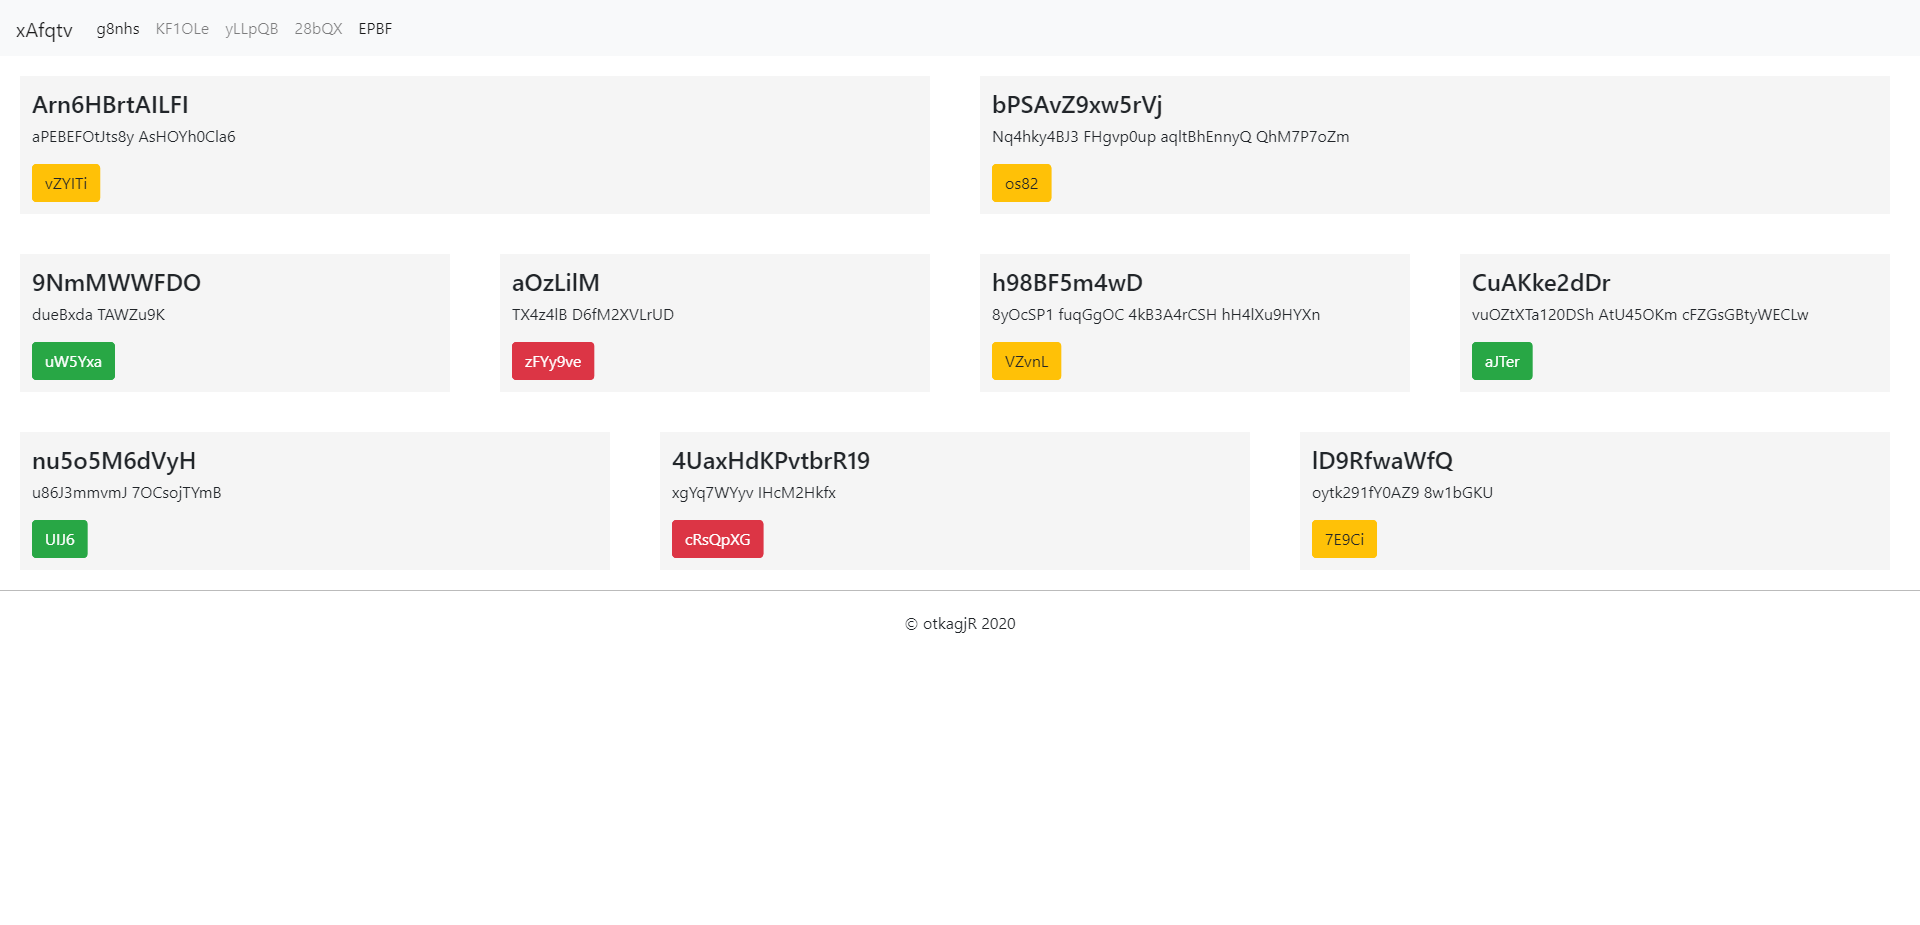 xAfqtv g8nhs KF1OLe yLLpQB 28bQX EPBF
Arn6HBrtAILFI
aPEBEFOtJts8y AsHOYh0Cla6
vZYITi
bPSAvZ9xw5rVj
Nq4hky4BJ3 FHgvp0up aqltBhEnnyQ QhM7P7oZm
os82
9NmMWWFDO
dueBxda TAWZu9K
uW5Yxa
aOzLilM
TX4z4lB D6fM2XVLrUD
zFYy9ve
h98BF5m4wD
8yOcSP1 fuqGgOC 4kB3A4rCSH hH4lXu9HYXn
VZvnL
CuAKke2dDr
vuOZtXTa120DSh AtU45OKm cFZGsGBtyWECLw
aJTer
nu5o5M6dVyH
u86J3mmvmJ 7OCsojTYmB
UIJ6
4UaxHdKPvtbrR19
xgYq7WYyv IHcM2Hkfx
cRsQpXG
lD9RfwaWfQ
oytk291fY0AZ9 8w1bGKU
7E9Ci
© otkagjR 2020